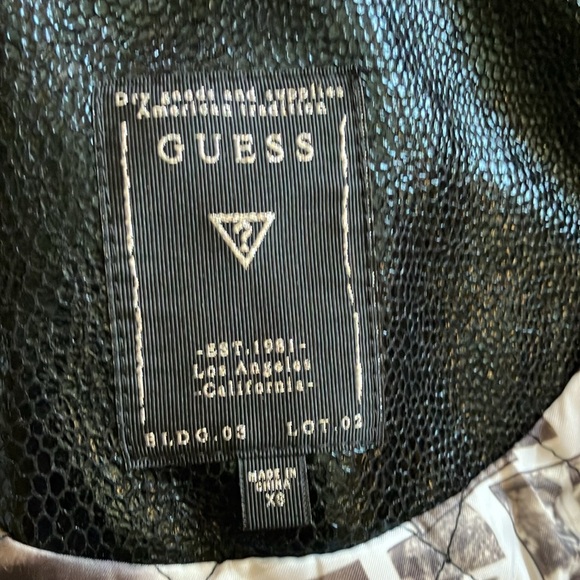 Dry goods and supplies
American tradition
GUESS
?
-EST.1981-
Los Angeles
-California-
BLDG.03 LOT.02
MADE IN
CHINA
XS